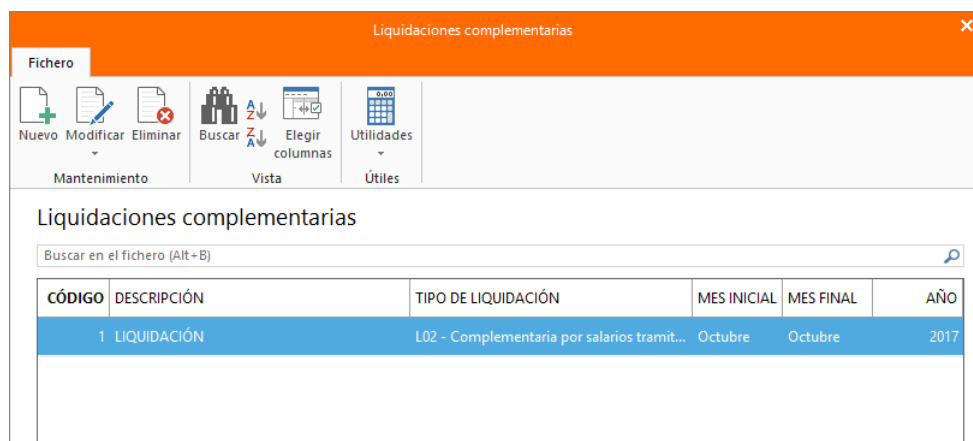 Liquidaciones complementarias
Fichero
Nuevo Modificar Eliminar Buscar Elegir columnas Utilidades
Mantenimiento Vista Útiles
Liquidaciones complementarias
Buscar en el fichero (Alt+B)
CÓDIGO DESCRIPCIÓN TIPO DE LIQUIDACIÓN MES INICIAL MES FINAL AÑO
1 LIQUIDACIÓN L02 - Complementaria por salarios tramit... Octubre Octubre 2017